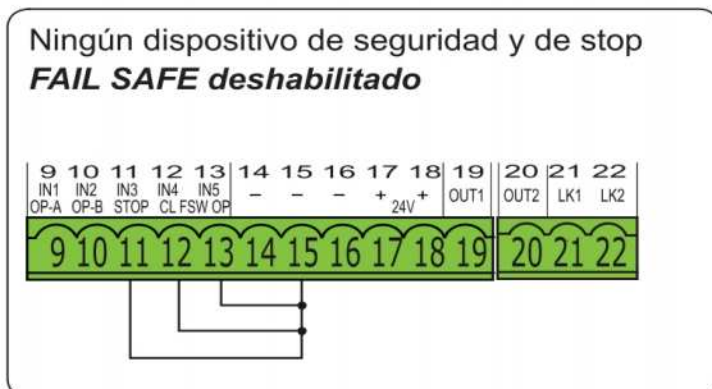 Ningún dispositivo de seguridad y de stop
FAIL SAFE deshabilitado
9 10 11 12 13 14 15 16 17 18 19 20 21 22
IN1 IN2 IN3 IN4 IN5 – – – + + OUT1 OUT2 LK1 LK2
OP-A OP-B STOP CL FSW OP 24V
9 10 11 12 13 14 15 16 17 18 19 20 21 22